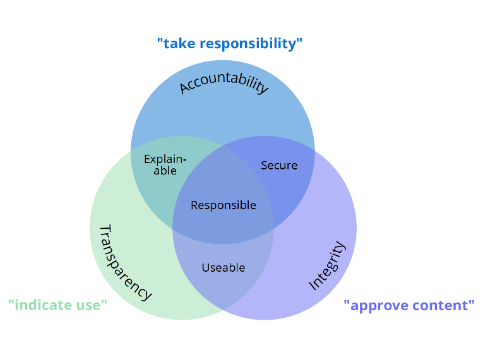 "take responsibility"
Accountability
Explain-
able
Secure
Responsible
Transparency
Useable
Integrity
"indicate use"
"approve content"